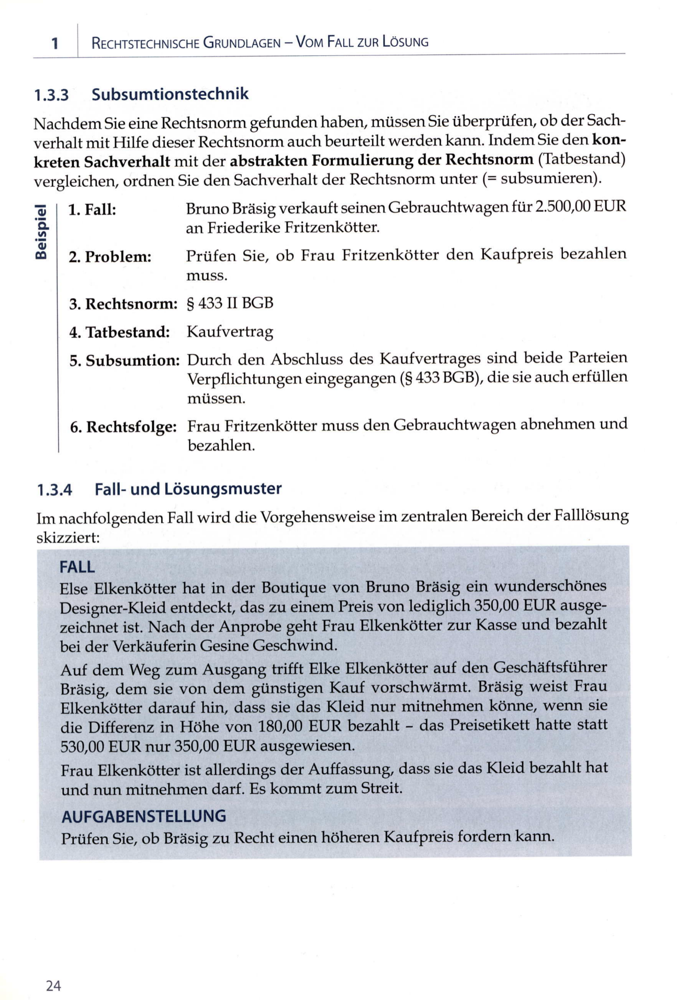 1 RECHTSTECHNISCHE GRUNDLAGEN – VOM FALL ZUR LÖSUNG
1.3.3 Subsumtionstechnik
Nachdem Sie eine Rechtsnorm gefunden haben, müssen Sie überprüfen, ob der Sach-
verhalt mit Hilfe dieser Rechtsnorm auch beurteilt werden kann. Indem Sie den kon-
kreten Sachverhalt mit der abstrakten Formulierung der Rechtsnorm (Tatbestand)
vergleichen, ordnen Sie den Sachverhalt der Rechtsnorm unter (= subsumieren).
Beispiel
1. Fall: Bruno Bräsig verkauft seinen Gebrauchtwagen für 2.500,00 EUR
an Friederike Fritzenkötter.
2. Problem: Prüfen Sie, ob Frau Fritzenkötter den Kaufpreis bezahlen
muss.
3. Rechtsnorm: § 433 II BGB
4. Tatbestand: Kaufvertrag
5. Subsumtion: Durch den Abschluss des Kaufvertrages sind beide Parteien
Verpflichtungen eingegangen (§ 433 BGB), die sie auch erfüllen
müssen.
6. Rechtsfolge: Frau Fritzenkötter muss den Gebrauchtwagen abnehmen und
bezahlen.
1.3.4 Fall- und Lösungsmuster
Im nachfolgenden Fall wird die Vorgehensweise im zentralen Bereich der Falllösung
skizziert:
FALL
Else Elkenkötter hat in der Boutique von Bruno Bräsig ein wunderschönes
Designer-Kleid entdeckt, das zu einem Preis von lediglich 350,00 EUR ausge-
zeichnet ist. Nach der Anprobe geht Frau Elkenkötter zur Kasse und bezahlt
bei der Verkäuferin Gesine Geschwind.
Auf dem Weg zum Ausgang trifft Elke Elkenkötter auf den Geschäftsführer
Bräsig, dem sie von dem günstigen Kauf vorschwärmt. Bräsig weist Frau
Elkenkötter darauf hin, dass sie das Kleid nur mitnehmen könne, wenn sie
die Differenz in Höhe von 180,00 EUR bezahlt – das Preisetikett hatte statt
530,00 EUR nur 350,00 EUR ausgewiesen.
Frau Elkenkötter ist allerdings der Auffassung, dass sie das Kleid bezahlt hat
und nun mitnehmen darf. Es kommt zum Streit.
AUFGABENSTELLUNG
Prüfen Sie, ob Bräsig zu Recht einen höheren Kaufpreis fordern kann.
24